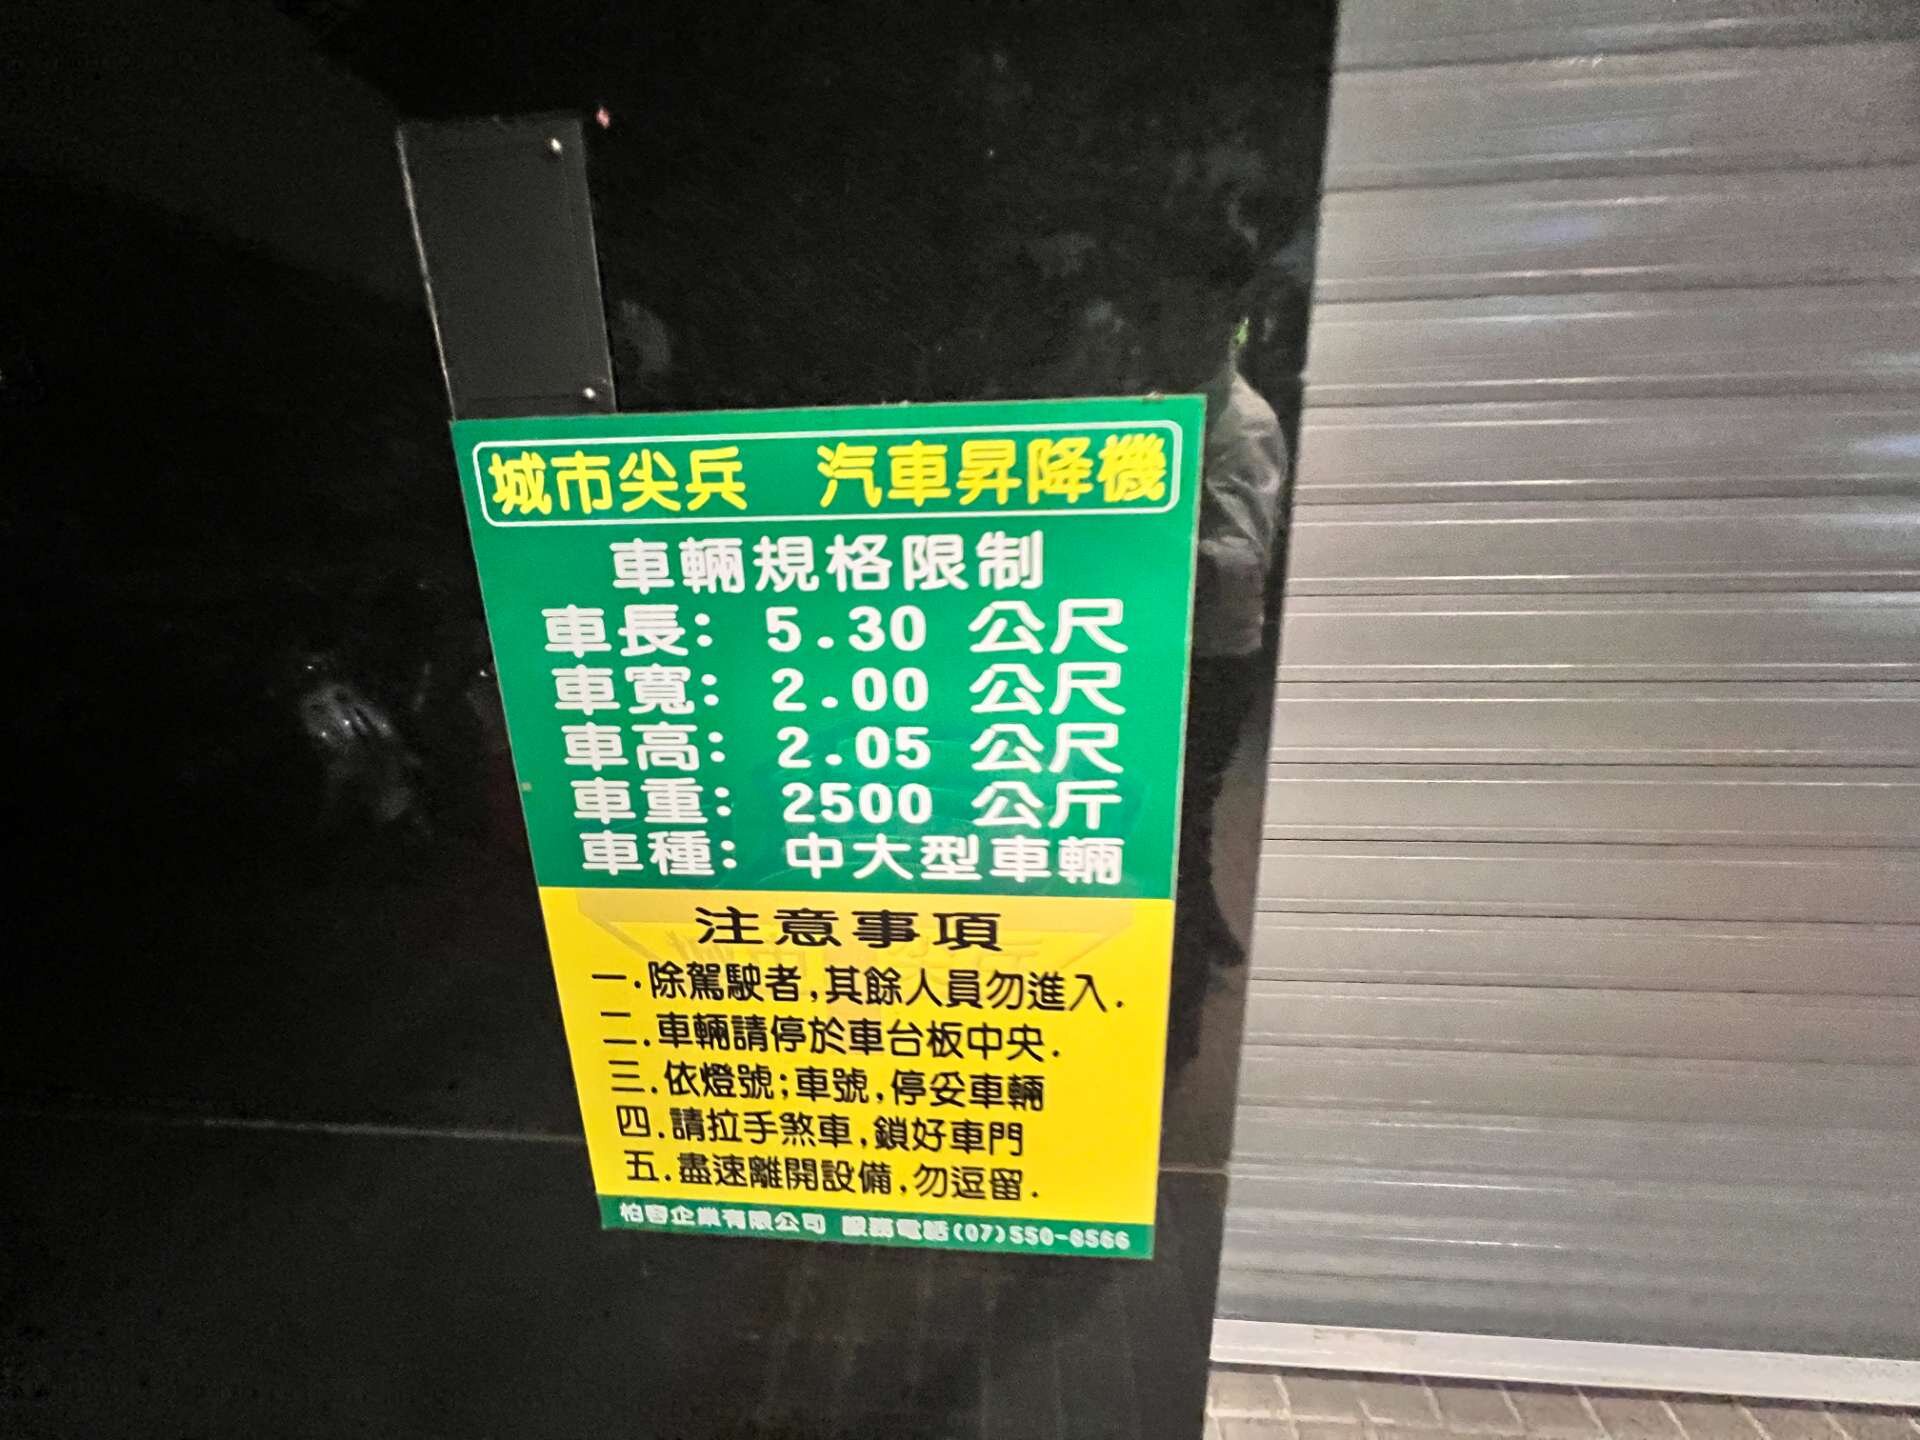 城市尖兵 汽車昇降機
車輛規格限制
車長: 5.30 公尺
車寬: 2.00 公尺
車高: 2.05 公尺
車重: 2500 公斤
車種: 中大型車輛
注意事項
一.除駕駛者,其餘人員勿進入.
二.車輛請停於車台板中央.
三.依燈號;車號,停妥車輛
四.請拉手煞車,鎖好車門
五.盡速離開設備,勿逗留.
柏容企業有限公司 服務電話(07)550-8566